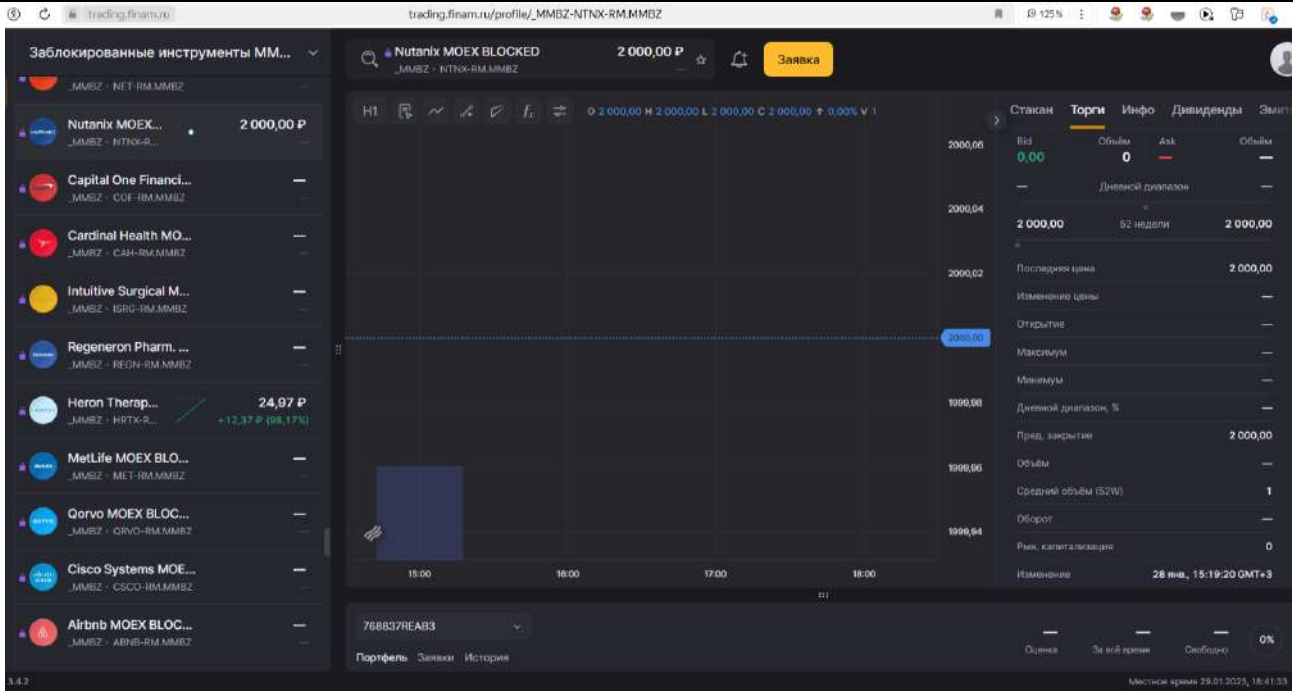 trading.finam.ru
trading.finam.ru/profile/_MMBZ-NTNX-RM.MMBZ
125 %
Заблокированные инструменты ММ...
_MMBZ · NET-RM.MMBZ
Nutanix MOEX...
2 000,00 ₽
_MMBZ · NTNX-R...
Capital One Financi...
_MMBZ · COF-RM.MMBZ
Cardinal Health MO...
_MMBZ · CAH-RM.MMBZ
Intuitive Surgical M...
_MMBZ · ISRG-RM.MMBZ
Regeneron Pharm. ...
_MMBZ · REGN-RM.MMBZ
Heron Therap...
24,97 ₽
_MMBZ · HRTX-R...
+12,37 ₽ (98,17%)
MetLife MOEX BLO...
_MMBZ · MET-RM.MMBZ
Qorvo MOEX BLOC...
_MMBZ · QRVO-RM.MMBZ
Cisco Systems MOE...
_MMBZ · CSCO-RM.MMBZ
Airbnb MOEX BLOC...
_MMBZ · ABNB-RM.MMBZ
3.4.2
Nutanix MOEX BLOCKED
2 000,00 ₽
_MMBZ · NTNX-RM.MMBZ
Заявка
H1
O 2 000,00 H 2 000,00 L 2 000,00 C 2 000,00 0,00% V 1
2000,06
2000,04
2000,02
2000,00
1999,98
1999,96
1999,94
15:00 16:00 17:00 18:00
768837REAB3
Портфель Заявки История
Стакан Торги Инфо Дивиденды Эмит
Bid Объём Ask Объём
0,00 0 — —
— Дневной диапазон —
2 000,00 52 недели 2 000,00
Последняя цена 2 000,00
Изменение цены —
Открытие —
Максимум —
Минимум —
Дневной диапазон, % —
Пред. закрытие 2 000,00
Объём —
Средний объём (52W) 1
Оборот —
Рын. капитализация 0
Изменение 28 янв., 15:19:20 GMT+3
— — — 0%
Оценка За всё время Свободно
Местное время 29.01.2025, 18:41:33